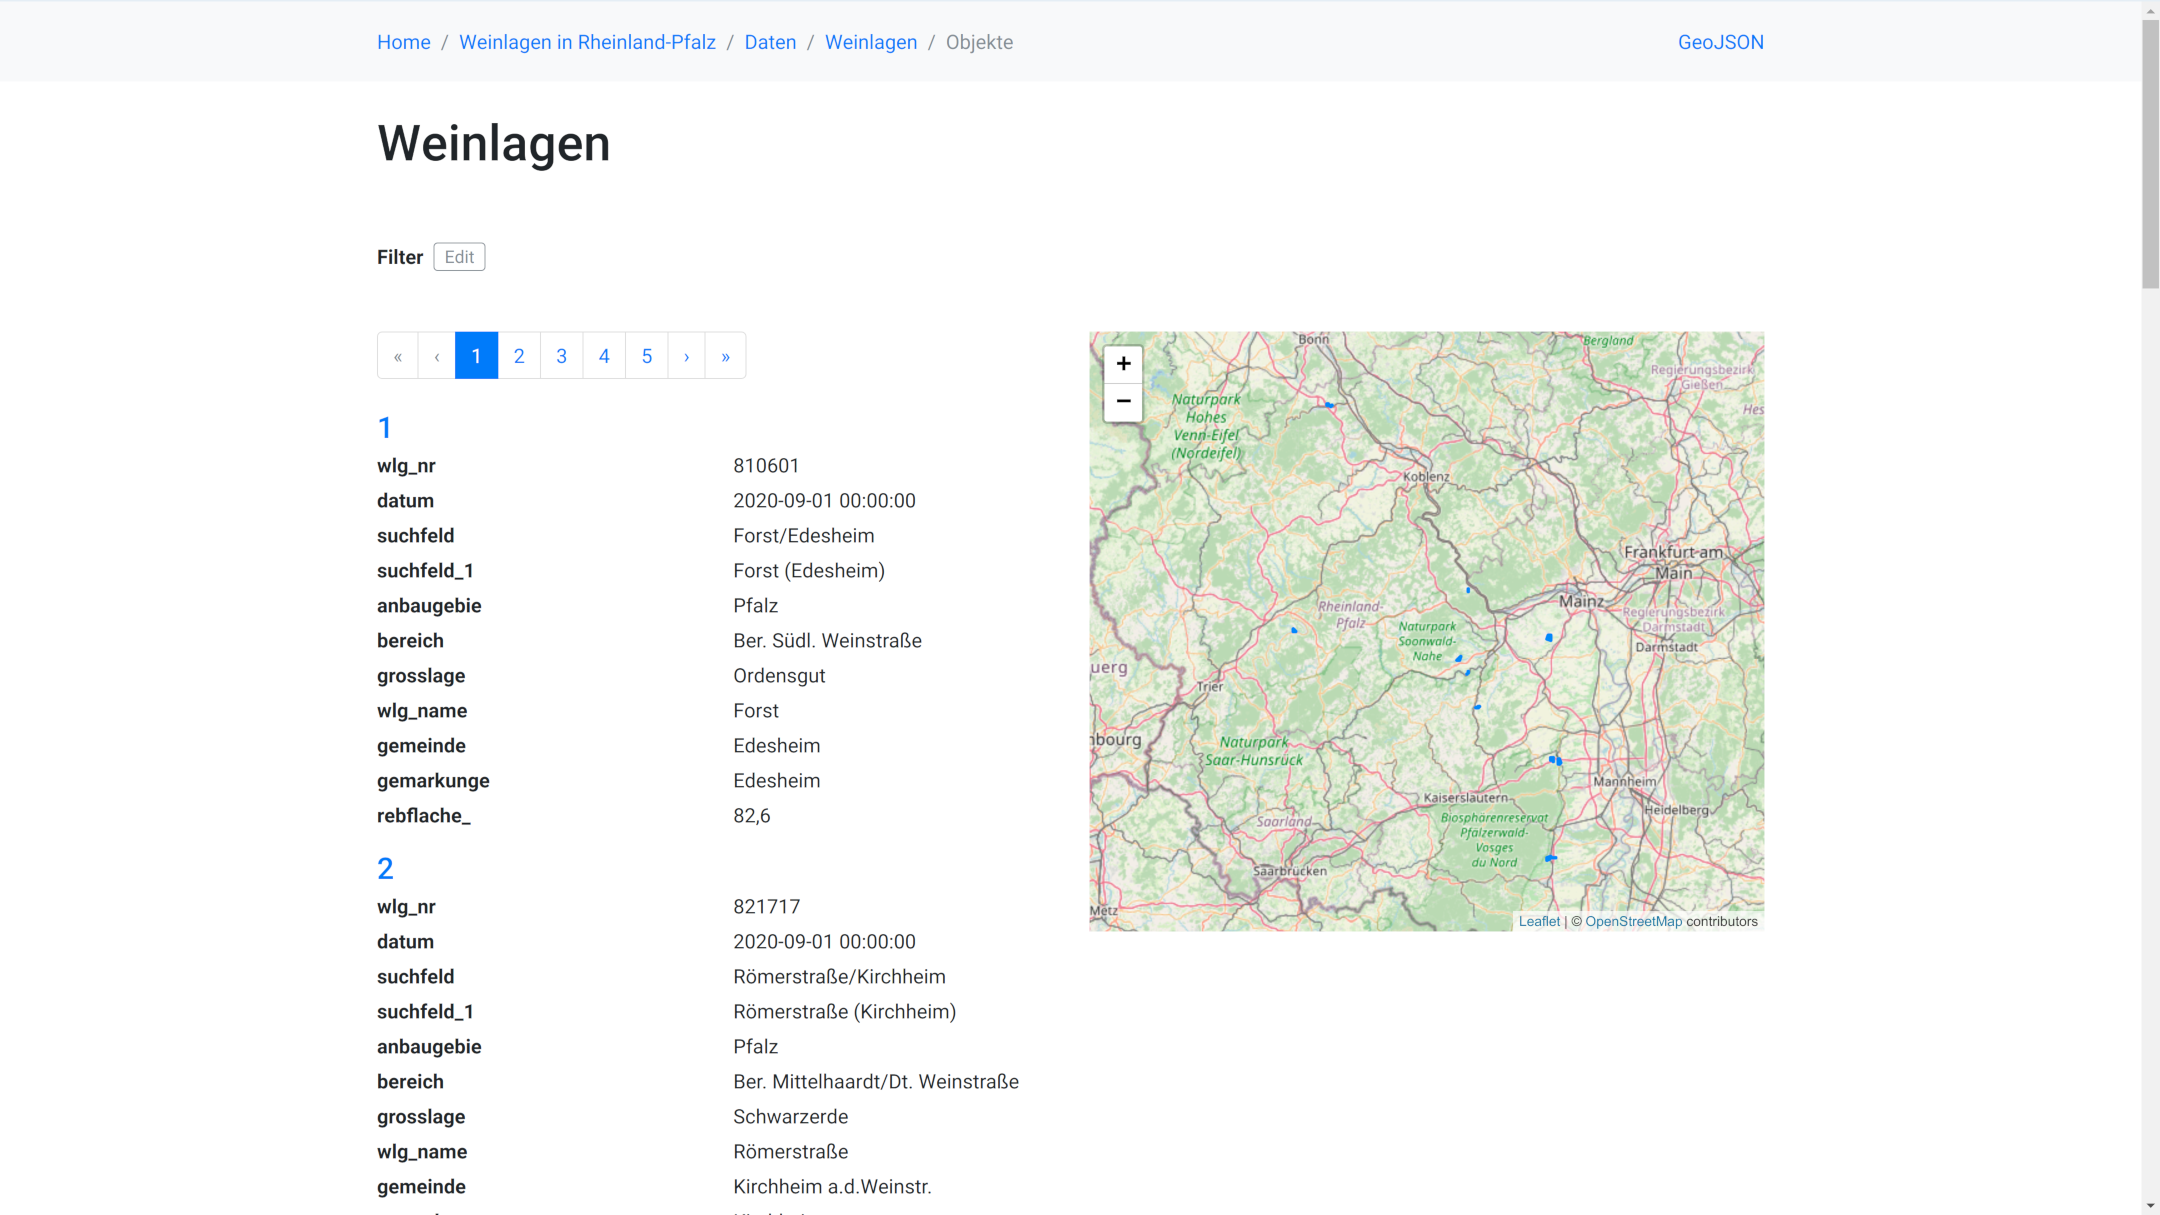 Home / Weinlagen in Rheinland-Pfalz / Daten / Weinlagen / Objekte
GeoJSON
Weinlagen
Filter Edit
« ‹ 1 2 3 4 5 › »
1
wlg_nr 810601
datum 2020-09-01 00:00:00
suchfeld Forst/Edesheim
suchfeld_1 Forst (Edesheim)
anbaugebie Pfalz
bereich Ber. Südl. Weinstraße
grosslage Ordensgut
wlg_name Forst
gemeinde Edesheim
gemarkunge Edesheim
rebflache_ 82,6
2
wlg_nr 821717
datum 2020-09-01 00:00:00
suchfeld Römerstraße/Kirchheim
suchfeld_1 Römerstraße (Kirchheim)
anbaugebie Pfalz
bereich Ber. Mittelhaardt/Dt. Weinstraße
grosslage Schwarzerde
wlg_name Römerstraße
gemeinde Kirchheim a.d.Weinstr.
+
−
Bonn
Bergland
Regierungsbezirk
Gießen
Hes
Naturpark
Hohes
Venn-Eifel
(Nordeifel)
Koblenz
Frankfurt am
Main
Mainz
Regierungsbezirk
Darmstadt
Darmstadt
Rheinland-
Pfalz
Naturpark
Soonwald-
Nahe
uerg
Trier
nbourg
Naturpark
Saar-Hunsrück
Mannheim
Kaiserslautern
Heidelberg
Biosphärenreservat
Pfälzerwald-
Vosges
du Nord
Saarland
Saarbrücken
Metz
Leaflet | © OpenStreetMap contributors